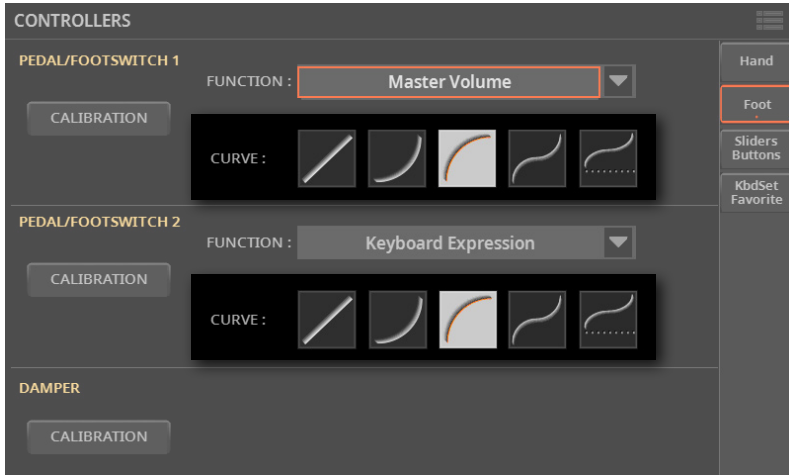 CONTROLLERS
PEDAL/FOOTSWITCH 1
FUNCTION :
Master Volume
CALIBRATION
CURVE :
PEDAL/FOOTSWITCH 2
FUNCTION :
Keyboard Expression
CALIBRATION
CURVE :
DAMPER
CALIBRATION
Hand
Foot
Sliders
Buttons
KbdSet
Favorite